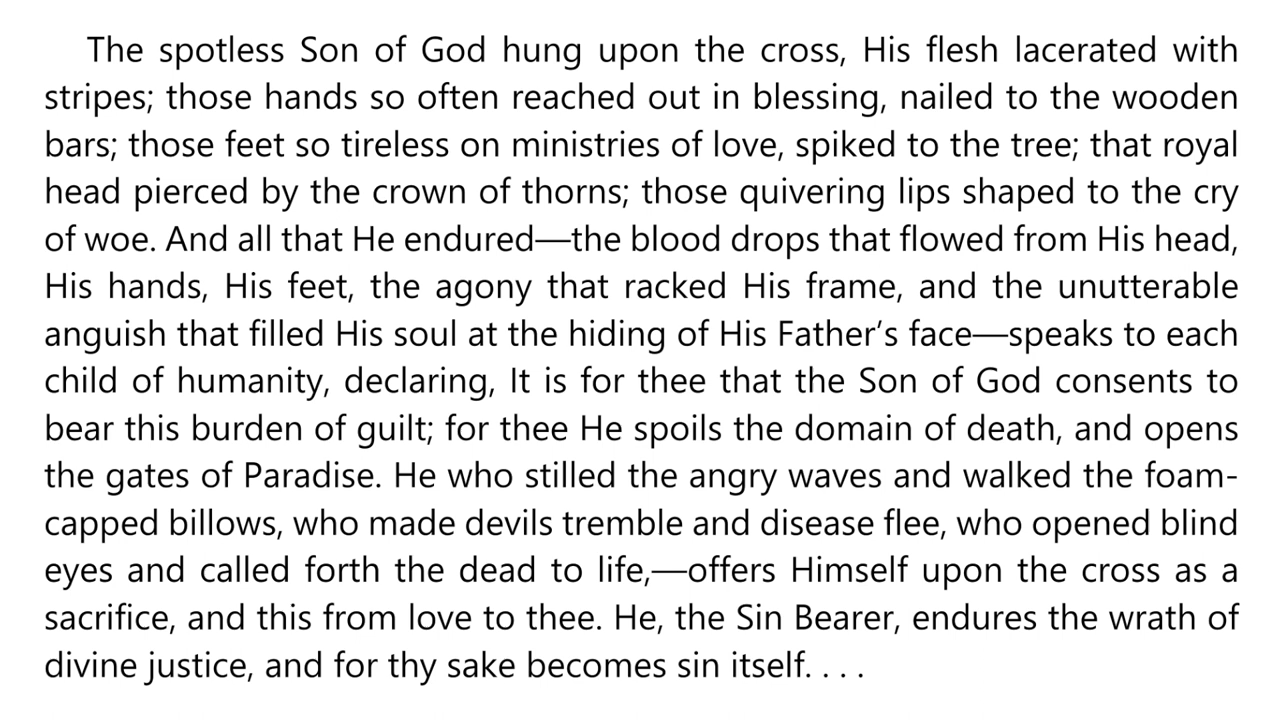 The spotless Son of God hung upon the cross, His flesh lacerated with
stripes; those hands so often reached out in blessing, nailed to the wooden
bars; those feet so tireless on ministries of love, spiked to the tree; that royal
head pierced by the crown of thorns; those quivering lips shaped to the cry
of woe. And all that He endured—the blood drops that flowed from His head,
His hands, His feet, the agony that racked His frame, and the unutterable
anguish that filled His soul at the hiding of His Father’s face—speaks to each
child of humanity, declaring, It is for thee that the Son of God consents to
bear this burden of guilt; for thee He spoils the domain of death, and opens
the gates of Paradise. He who stilled the angry waves and walked the foam-
capped billows, who made devils tremble and disease flee, who opened blind
eyes and called forth the dead to life,—offers Himself upon the cross as a
sacrifice, and this from love to thee. He, the Sin Bearer, endures the wrath of
divine justice, and for thy sake becomes sin itself. . . .